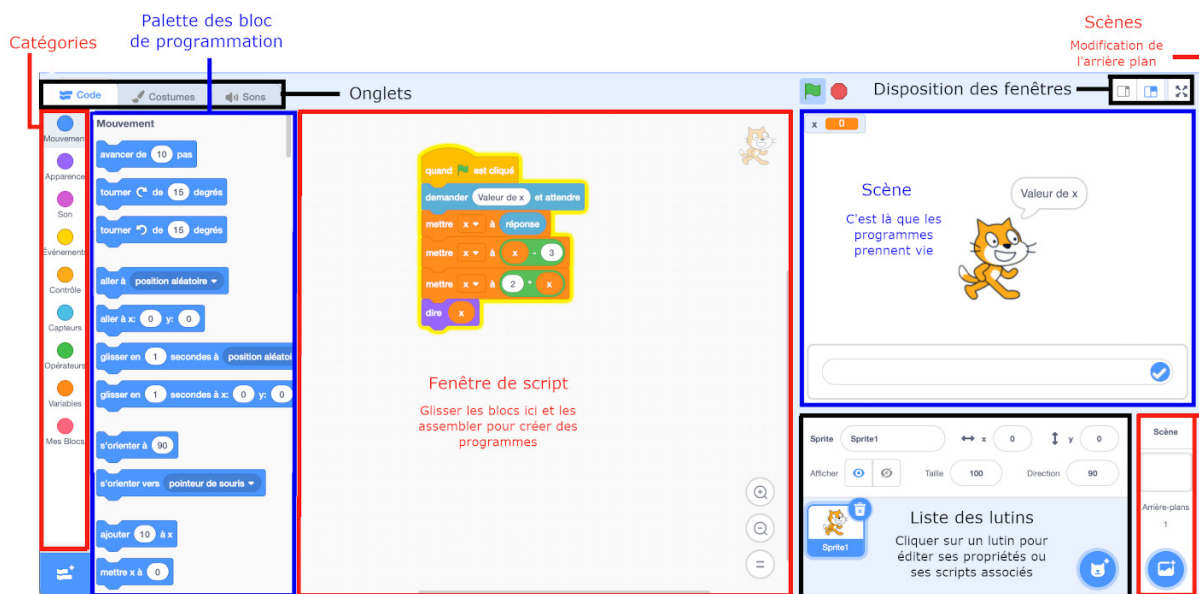 Palette des bloc
de programmation
Catégories
Scènes
Modification de
l'arrière plan
Code
Costumes
Sons
Onglets
Disposition des fenêtres
Mouvement
Apparence
Son
Événements
Contrôle
Capteurs
Opérateurs
Variables
Mes Blocs
Mouvement
avancer de 10 pas
tourner de 15 degrés
tourner de 15 degrés
aller à position aléatoire
aller à x: 0 y: 0
glisser en 1 secondes à position aléatoi
glisser en 1 secondes à x: 0 y: 0
s'orienter à 90
s'orienter vers pointeur de souris
ajouter 10 à x
mettre x à 0
quand est cliqué
demander Valeur de x et attendre
mettre x à réponse
mettre x à x - 3
mettre x à 2 * x
dire x
Fenêtre de script
Glisser les blocs ici et les
assembler pour créer des
programmes
x 0
Scène
C'est là que les
programmes
prennent vie
Valeur de x
Sprite Sprite1 x 0 y 0
Afficher Taille 100 Direction 90
Sprite1
Liste des lutins
Cliquer sur un lutin pour
éditer ses propriétés ou
ses scripts associés
Scène
Arrière-plans
1